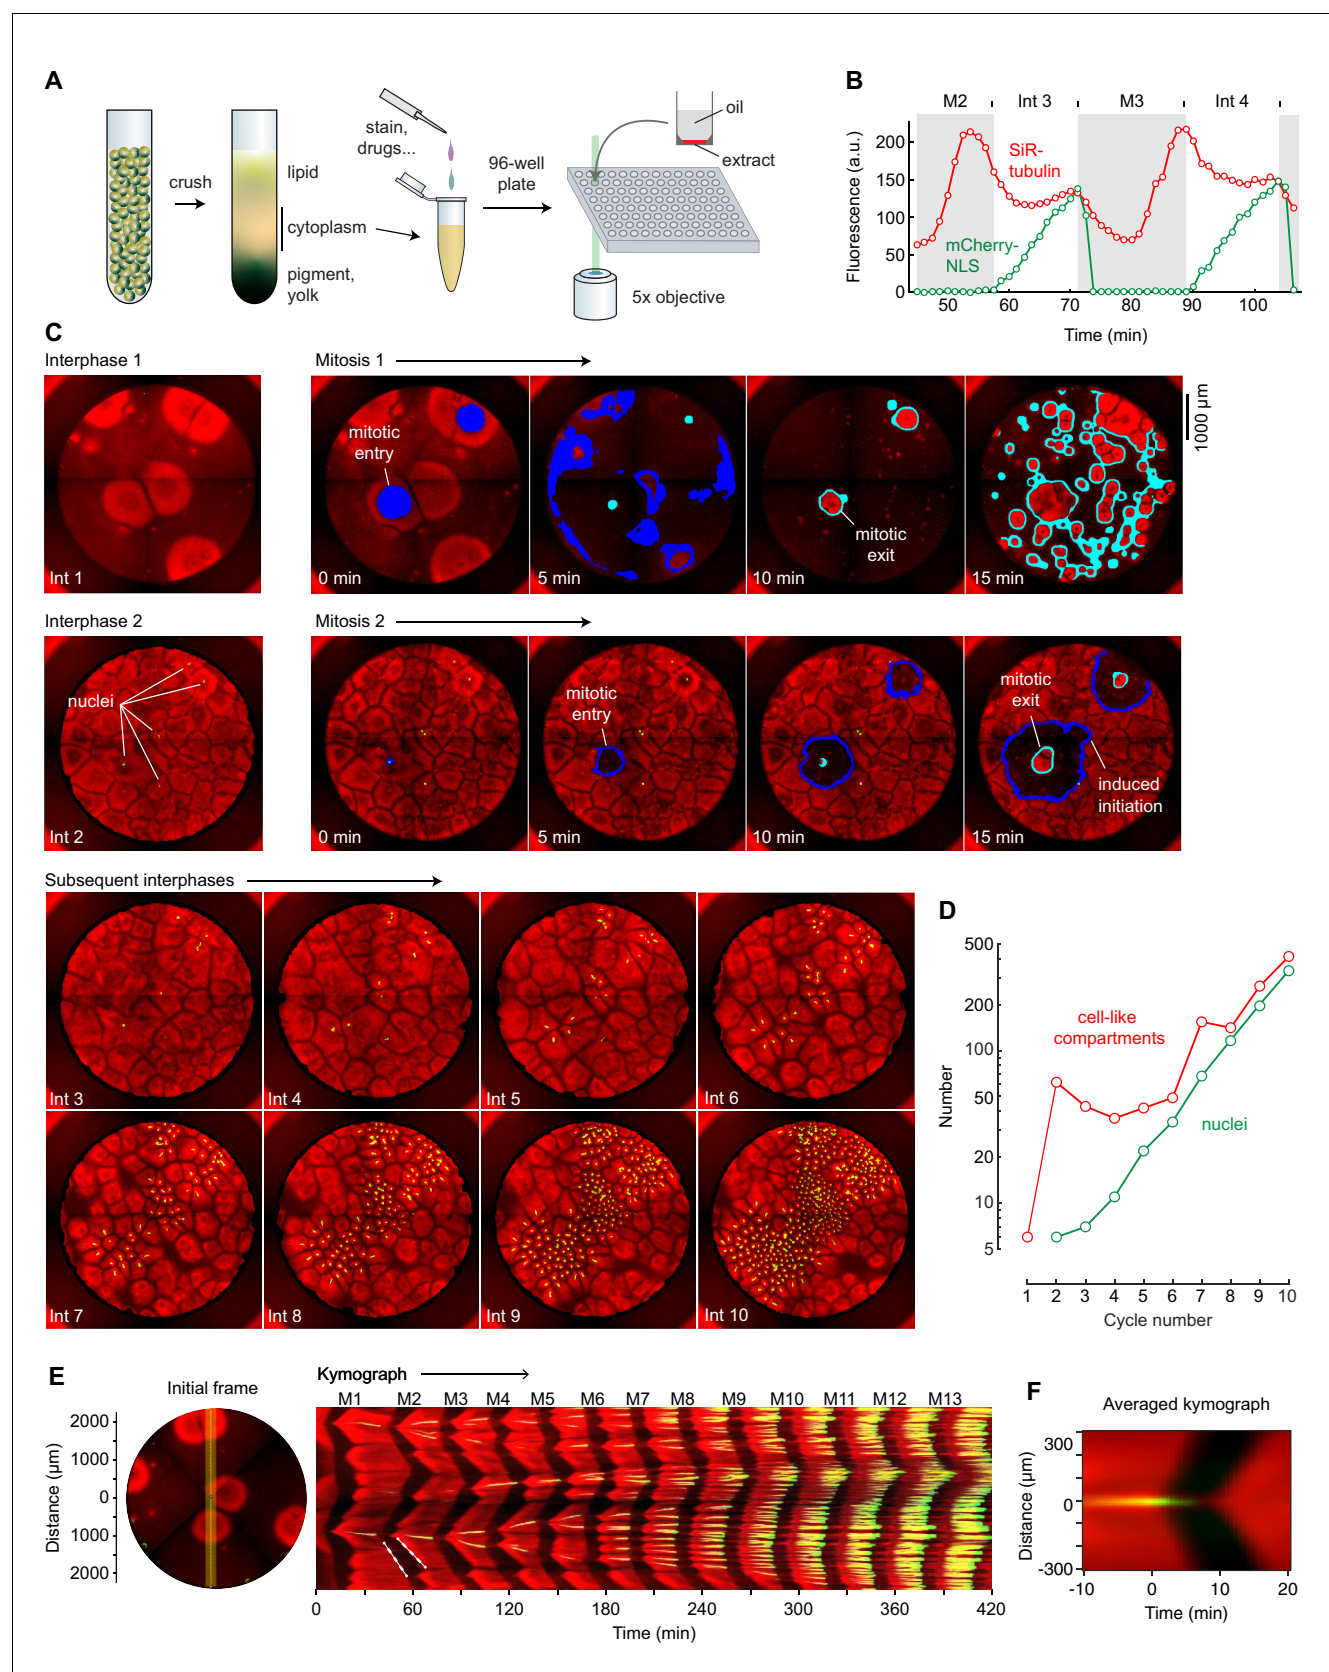 A
crush
lipid
cytoplasm
pigment,
yolk
stain,
drugs...
96-well
plate
oil
extract
5x objective
B
M2
Int 3
M3
Int 4
Fluorescence (a.u.)
200
150
100
50
0
SiR-
tubulin
mCherry-
NLS
50
60
70
80
90
100
Time (min)
C
Interphase 1
Mitosis 1
Int 1
mitotic
entry
0 min
5 min
mitotic
exit
10 min
15 min
1000 µm
Interphase 2
Mitosis 2
nuclei
Int 2
0 min
mitotic
entry
5 min
10 min
mitotic
exit
induced
initiation
15 min
Subsequent interphases
Int 3
Int 4
Int 5
Int 6
Int 7
Int 8
Int 9
Int 10
D
Number
500
200
100
50
20
10
5
cell-like
compartments
nuclei
1 2 3 4 5 6 7 8 9 10
Cycle number
E
Initial frame
Distance (µm)
2000
1000
0
1000
2000
Kymograph
M1 M2 M3 M4 M5 M6 M7 M8 M9 M10 M11 M12 M13
0 60 120 180 240 300 360 420
Time (min)
F
Averaged kymograph
Distance (µm)
300
0
-300
-10 0 10 20
Time (min)